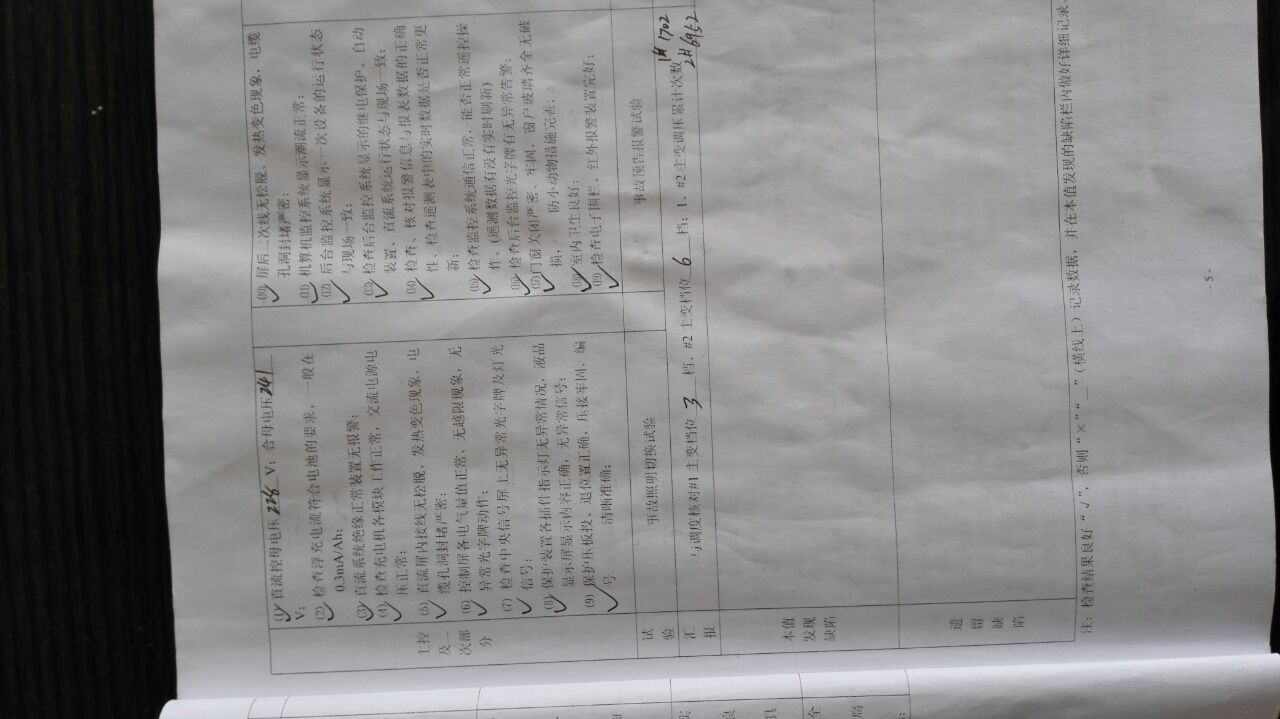 主控
及二
次部
分
(1) 直流控母电压 228 V；合母电压 241
V；
(2) 检查浮充电流符合电池的要求，一般在
0.3mA/Ah；
(3) 直流系统绝缘正常装置无报警；
(4) 检查充电机各模块工作正常，交流电源电
压正常；
(5) 直流屏内接线无松脱、发热变色现象，电
缆孔洞封堵严密；
(6) 控制屏各电气量值正常、无越限现象，无
异常光字牌动作；
(7) 检查中央信号屏上无异常光字牌及灯光
信号；
(8) 保护装置各插件指示灯无异常情况，液晶
显示屏显示内容正确，无异常信号；
(9) 保护压板投、退位置正确，压接牢固，编
号清晰准确；
(10) 屏后二次线无松脱、发热变色现象，电缆
孔洞封堵严密；
(11) 机算机监控系统显示潮流正常；
(12) 后台监控系统显示一次设备的运行状态
与现场一致；
(13) 检查后台监控系统显示的继电保护、自动
装置、直流系统运行状态与现场一致；
(14) 检查、核对报警信息与报表数据的正确
性、检查遥测表中的实时数据是否正常更
新；
(15) 检查监控系统通信正常，能否正常遥控操
作。(遥测数据有没有实时刷新)
(16) 检查后台监控光字牌有无异常告警；
(17) 门窗关闭严密、牢固，窗户玻璃齐全无破
损， 防小动物措施完善；
(18) 室内卫生良好；
(19) 检查电子围栏、红外报警装置完好；
试
验
事故照明切换试验
事故预告报警试验
汇
报
与调度核对#1 主变档位 3 档、#2 主变档位 6 档；1、#2 主变调压累计次数 1# 1702
2# 6952
本值
发现
缺陷
遗
留
缺
陷
注：检查结果良好“√”，否则“×”“__”（横线上）记录数据，并在本值发现的缺陷栏内做好详细记录
- 5 -